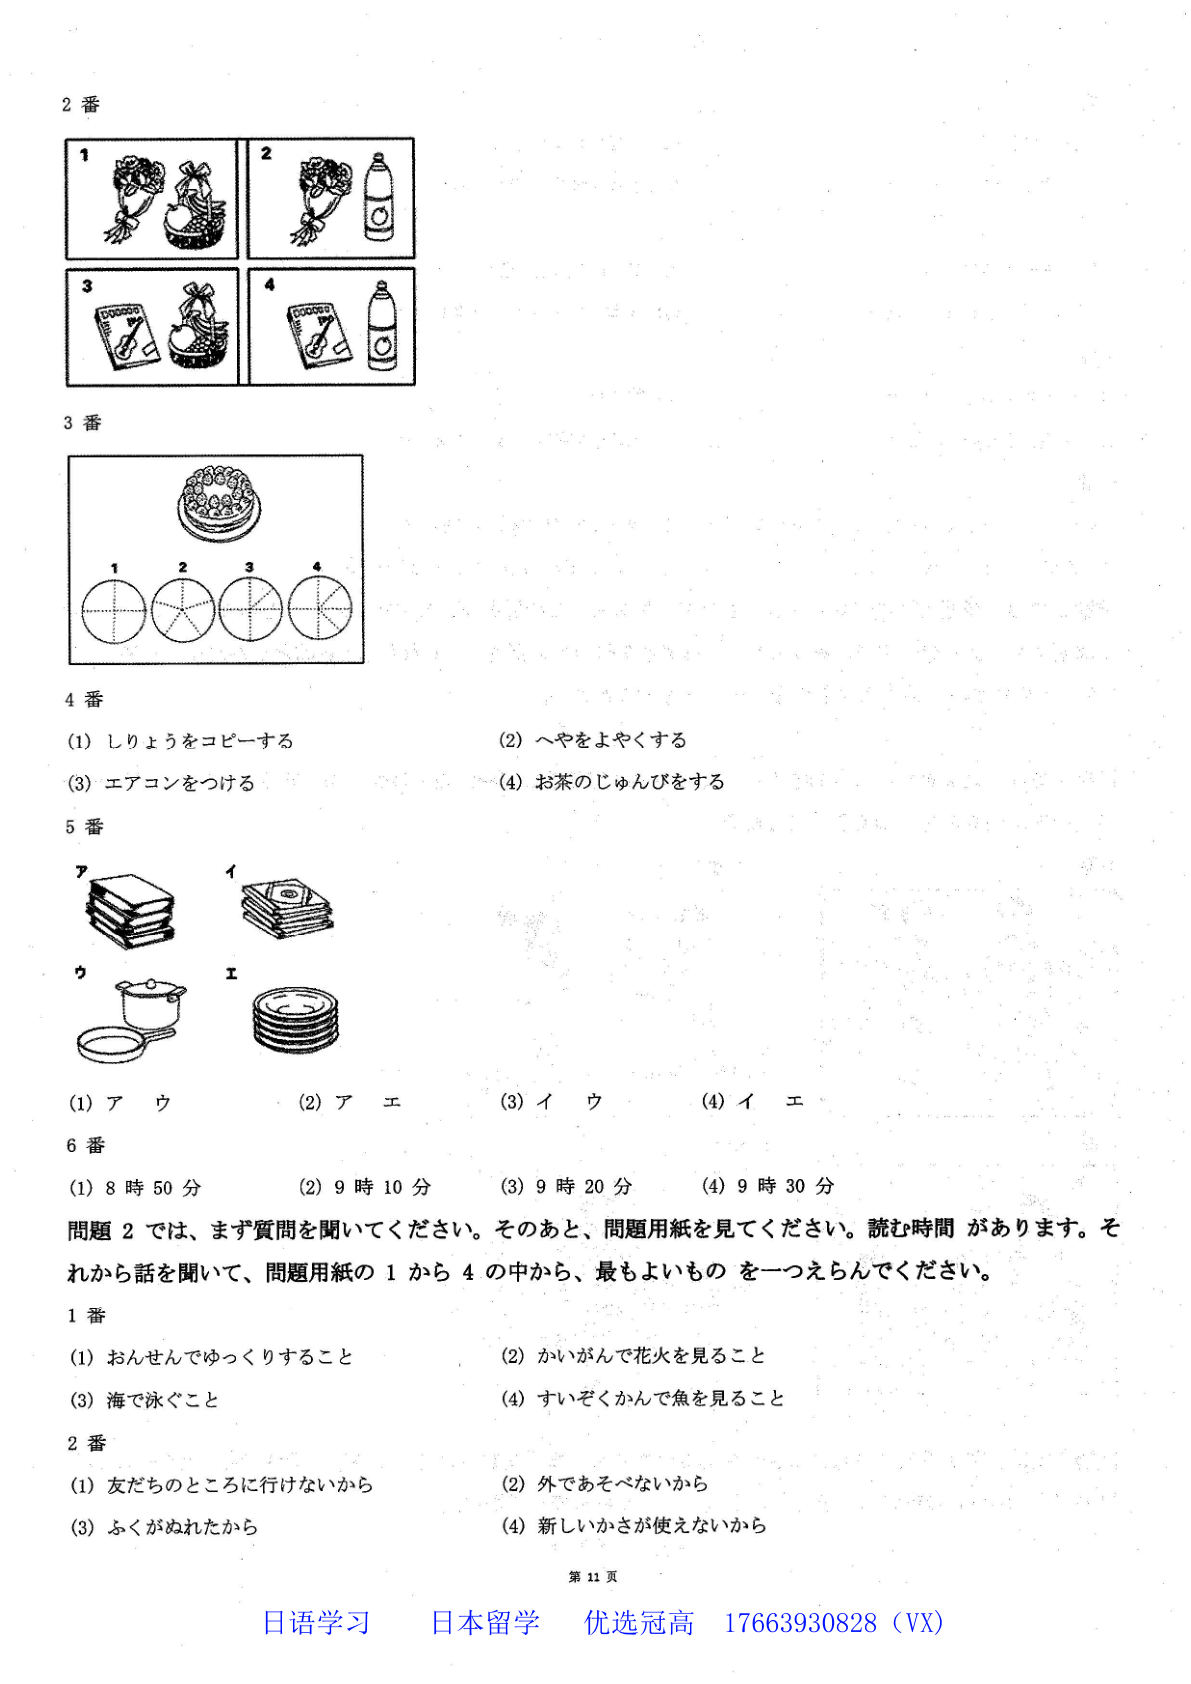 2 番
1
2
3
4
3 番
1 2 3 4
4 番
(1) しりょうをコピーする (2) へやをよやくする
(3) エアコンをつける (4) お茶のじゅんびをする
5 番
ア イ
ウ エ
(1) ア ウ (2) ア エ (3) イ ウ (4) イ エ
6 番
(1) 8 時 50 分 (2) 9 時 10 分 (3) 9 時 20 分 (4) 9 時 30 分
問題 2 では、まず質問を聞いてください。そのあと、問題用紙を見てください。読む時間 があります。そ
れから話を聞いて、問題用紙の 1 から 4 の中から、最もよいもの を一つえらんでください。
1 番
(1) おんせんでゆっくりすること (2) かいがんで花火を見ること
(3) 海で泳ぐこと (4) すいぞくかんで魚を見ること
2 番
(1) 友だちのところに行けないから (2) 外であそべないから
(3) ふくがぬれたから (4) 新しいかさが使えないから
第 11 页
日语学习 日本留学 优选冠高 17663930828（VX）